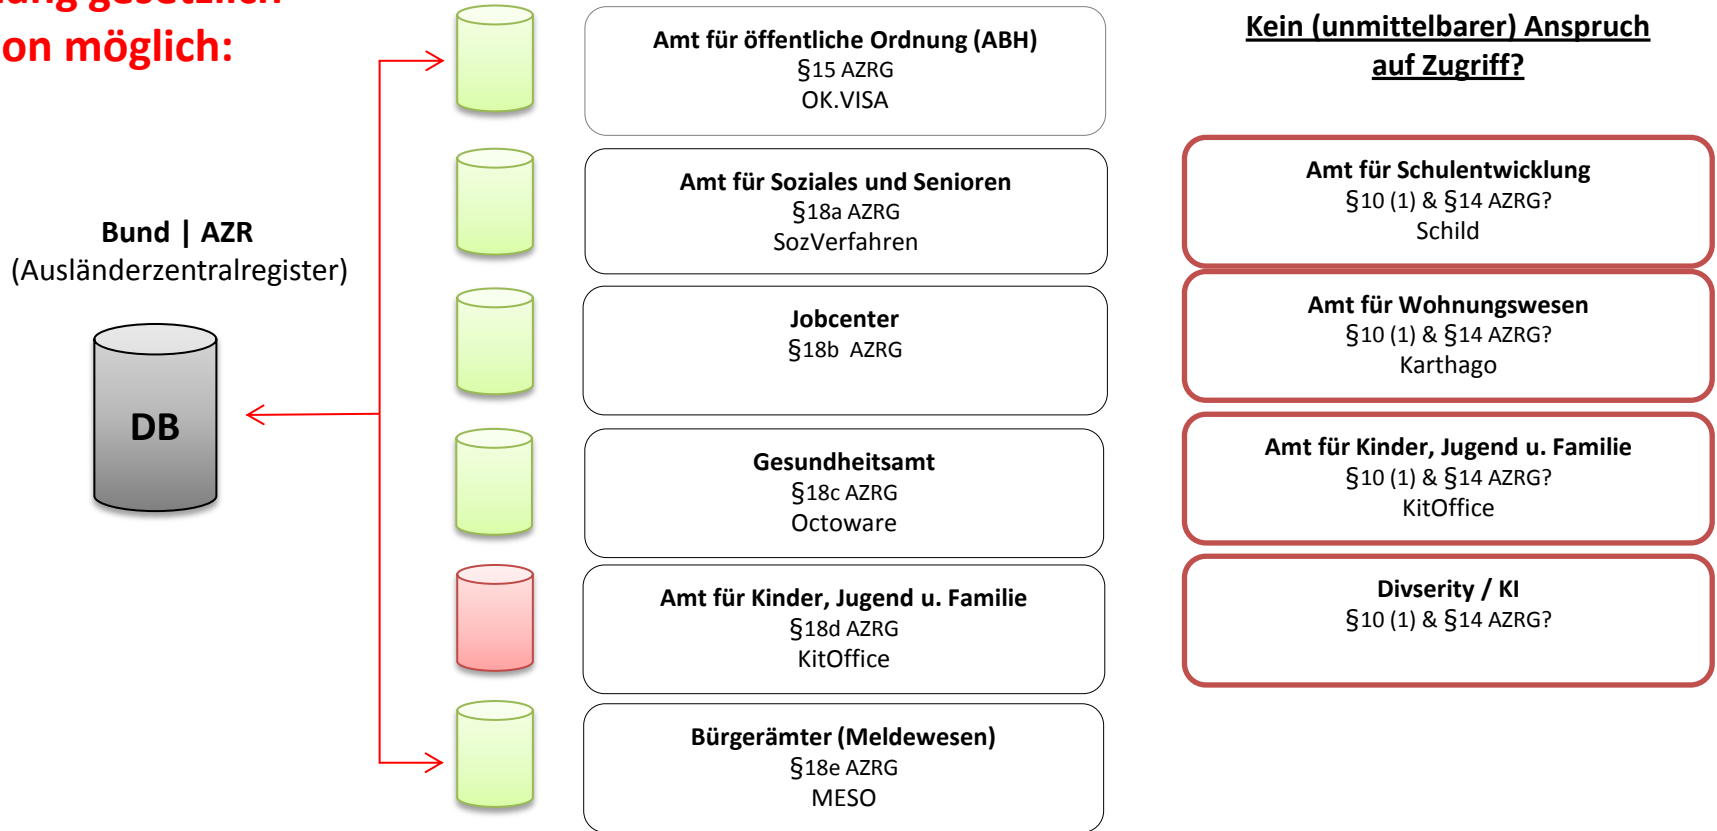 gesetzlich
möglich:
Bund | AZR
(Ausländerzentralregister)
DB
Amt für öffentliche Ordnung (ABH)
§15 AZRG
OK.VISA
Amt für Soziales und Senioren
§18a AZRG
SozVerfahren
Jobcenter
§18b AZRG
Gesundheitsamt
§18c AZRG
Octoware
Amt für Kinder, Jugend u. Familie
§18d AZRG
KitOffice
Bürgerämter (Meldewesen)
§18e AZRG
MESO
Kein (unmittelbarer) Anspruch
auf Zugriff?
Amt für Schulentwicklung
§10 (1) & §14 AZRG?
Schild
Amt für Wohnungswesen
§10 (1) & §14 AZRG?
Karthago
Amt für Kinder, Jugend u. Familie
§10 (1) & §14 AZRG?
KitOffice
Divserity / KI
§10 (1) & §14 AZRG?